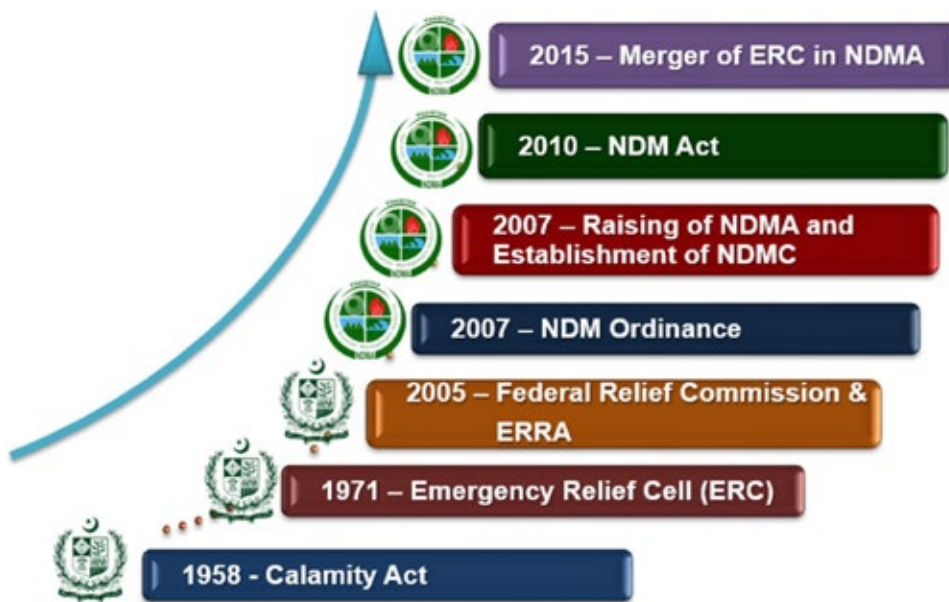 2015 – Merger of ERC in NDMA
2010 – NDM Act
2007 – Raising of NDMA and
Establishment of NDMC
2007 – NDM Ordinance
2005 – Federal Relief Commission &
ERRA
1971 – Emergency Relief Cell (ERC)
1958 - Calamity Act